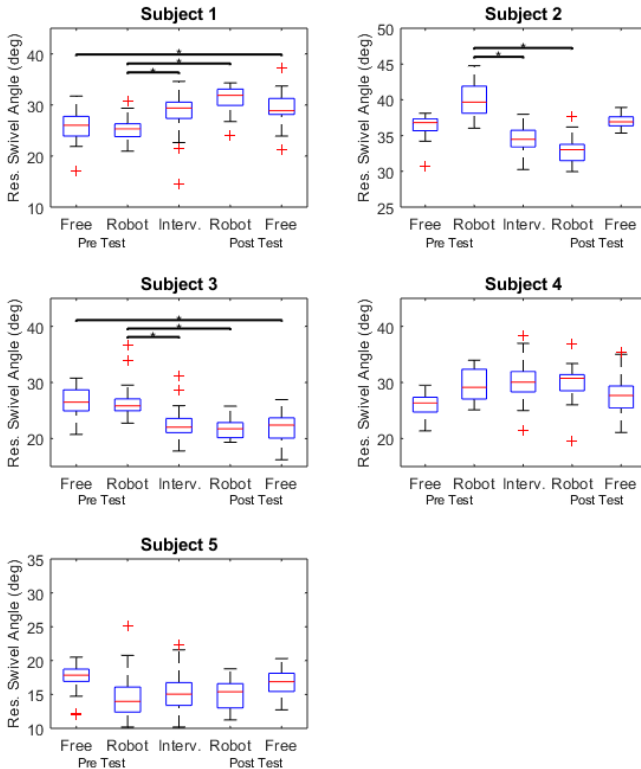 Subject 1
Res. Swivel Angle (deg)
40
30
20
10
* * *
Free Robot Interv. Robot Free
Pre Test Post Test
Subject 2
Res. Swivel Angle (deg)
50
45
40
35
30
25
* *
Free Robot Interv. Robot Free
Pre Test Post Test
Subject 3
Res. Swivel Angle (deg)
40
30
20
* * *
Free Robot Interv. Robot Free
Pre Test Post Test
Subject 4
Res. Swivel Angle (deg)
40
30
20
Free Robot Interv. Robot Free
Pre Test Post Test
Subject 5
Res. Swivel Angle (deg)
35
30
25
20
15
10
Free Robot Interv. Robot Free
Pre Test Post Test